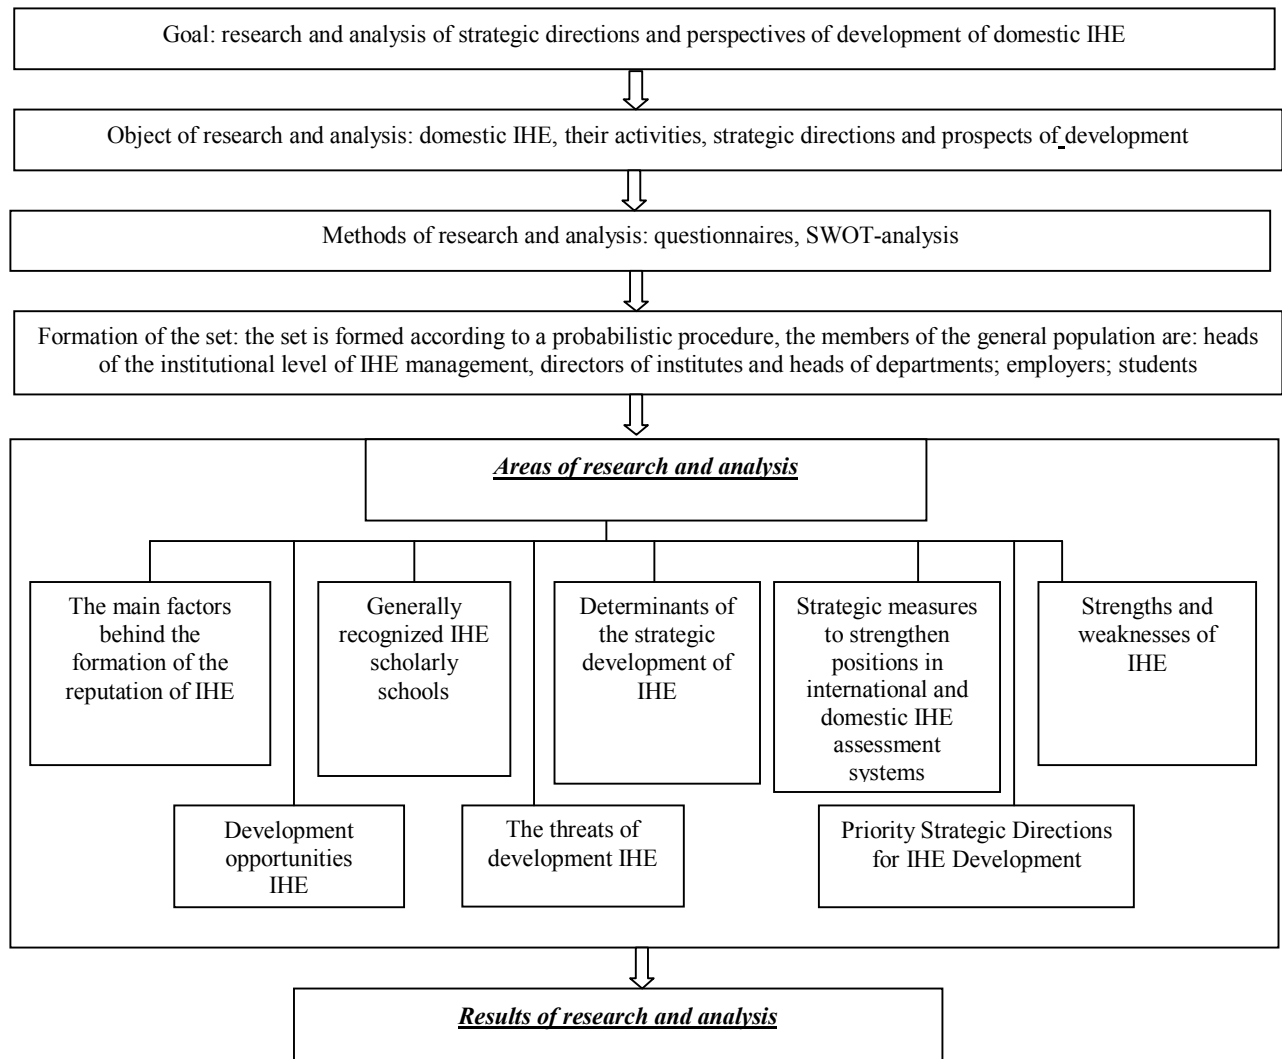 Goal: research and analysis of strategic directions and perspectives of development of domestic IHE
Object of research and analysis: domestic IHE, their activities, strategic directions and prospects of development
Methods of research and analysis: questionnaires, SWOT-analysis
Formation of the set: the set is formed according to a probabilistic procedure, the members of the general population are: heads
of the institutional level of IHE management, directors of institutes and heads of departments; employers; students
Areas of research and analysis
The main factors
behind the
formation of the
reputation of IHE
Generally
recognized IHE
scholarly
schools
Determinants of
the strategic
development of
IHE
Strategic measures
to strengthen
positions in
international and
domestic IHE
assessment
systems
Strengths and
weaknesses of
IHE
Development
opportunities
IHE
The threats of
development IHE
Priority Strategic Directions
for IHE Development
Results of research and analysis